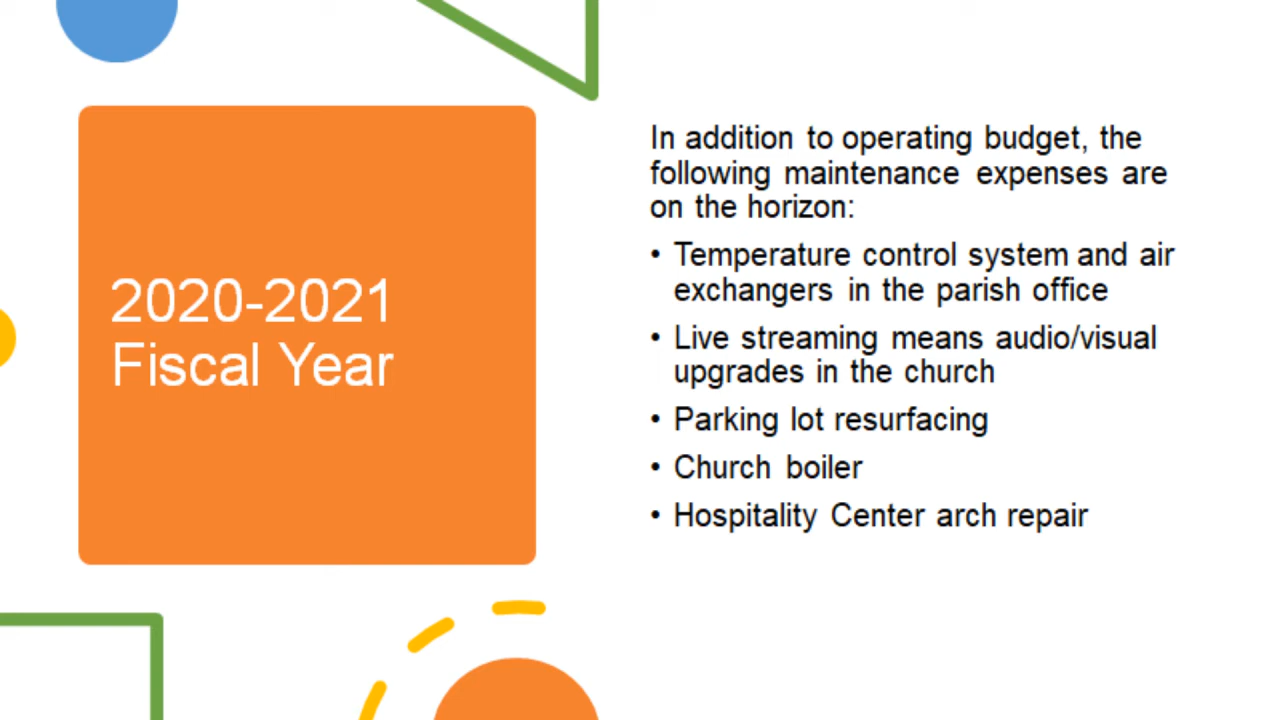 2020-2021
Fiscal Year
In addition to operating budget, the
following maintenance expenses are
on the horizon:
• Temperature control system and air
exchangers in the parish office
• Live streaming means audio/visual
upgrades in the church
• Parking lot resurfacing
• Church boiler
• Hospitality Center arch repair